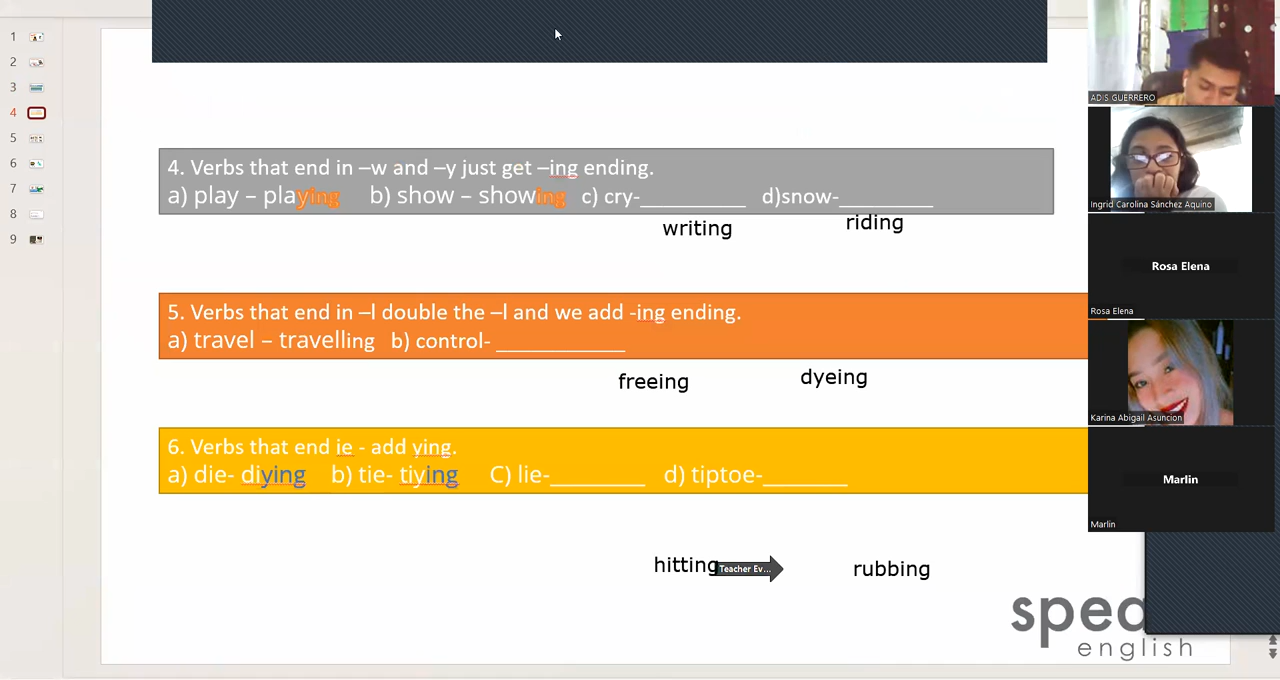 1
2
3
4
5
6
7
8
9
4. Verbs that end in –w and –y just get –ing ending.
a) play – playing b) show – showing c) cry-__________ d)snow-_________
writing riding
5. Verbs that end in –l double the –l and we add -ing ending.
a) travel – travelling b) control- ____________
freeing dyeing
6. Verbs that end ie - add ying.
a) die- diying b) tie- tiying C) lie-_________ d) tiptoe-________
hitting Teacher Ev... rubbing
english
ADIS GUERRERO
Ingrid Carolina Sánchez Aquino
Rosa Elena
Rosa Elena
Karina Abigail Asuncion
Marlin
Marlin